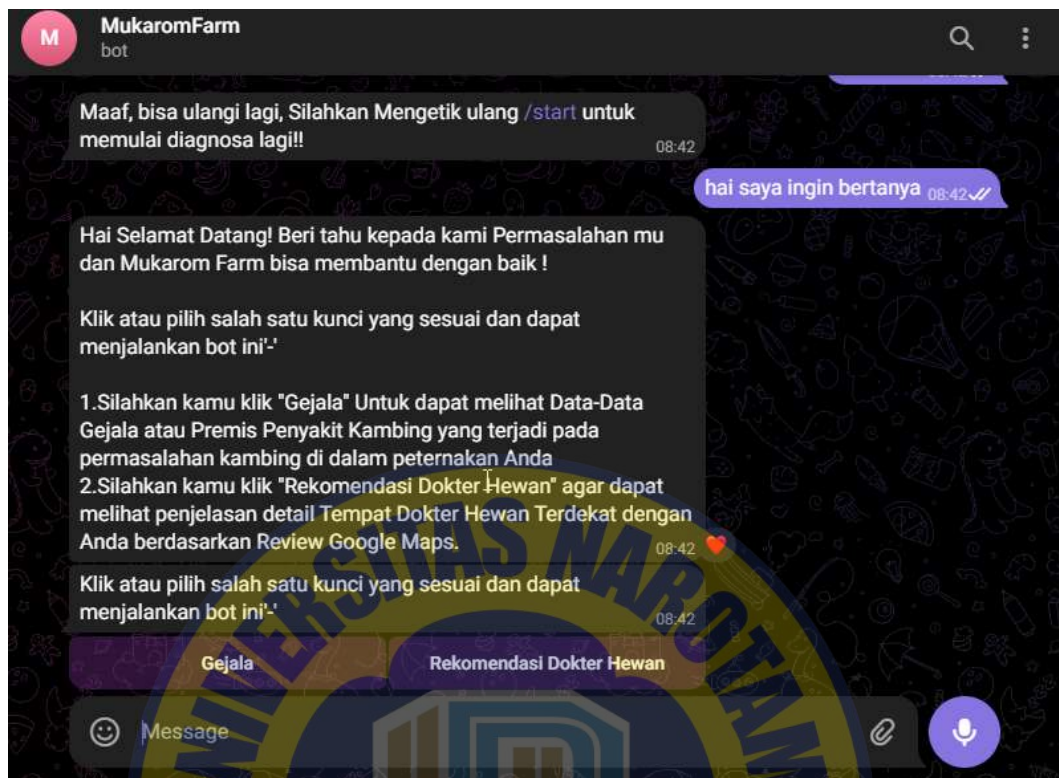 M
MukaromFarm
bot
Maaf, bisa ulangi lagi, Silahkan Mengetik ulang /start untuk
memulai diagnosa lagi!!
08:42
hai saya ingin bertanya 08:42
Hai Selamat Datang! Beri tahu kepada kami Permasalahan mu
dan Mukarom Farm bisa membantu dengan baik !
Klik atau pilih salah satu kunci yang sesuai dan dapat
menjalankan bot ini'-'
1.Silahkan kamu klik "Gejala" Untuk dapat melihat Data-Data
Gejala atau Premis Penyakit Kambing yang terjadi pada
permasalahan kambing di dalam peternakan Anda
2.Silahkan kamu klik "Rekomendasi Dokter Hewan" agar dapat
melihat penjelasan detail Tempat Dokter Hewan Terdekat dengan
Anda berdasarkan Review Google Maps.
08:42
Klik atau pilih salah satu kunci yang sesuai dan dapat
menjalankan bot ini'-'
08:42
Gejala
Rekomendasi Dokter Hewan
Message